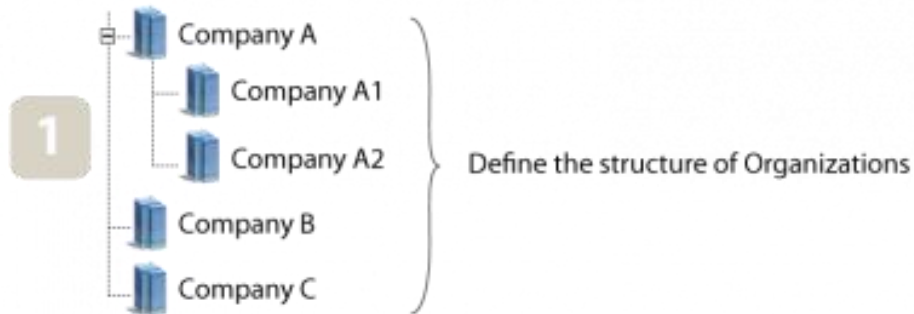 Company A
Company A1
1
Company A2
Define the structure of Organizations
Company B
Company C